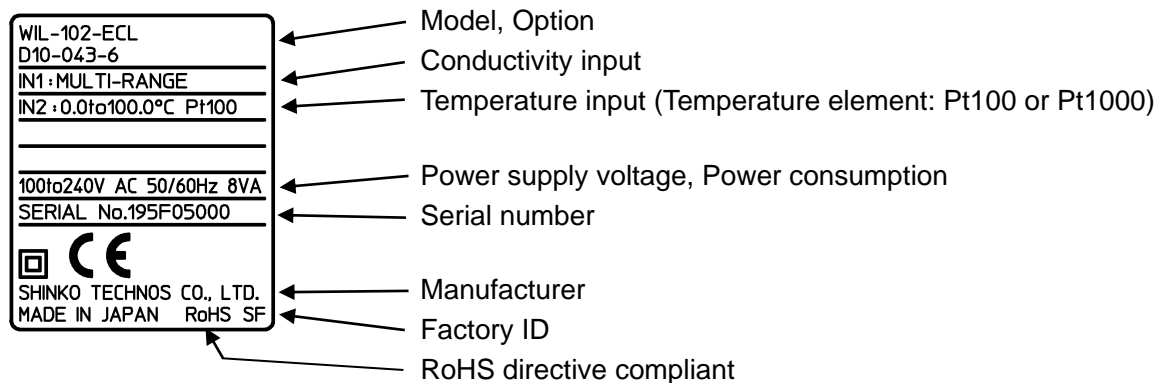 WIL-102-ECL
D10-043-6
IN1:MULTI-RANGE
IN2:0.0to100.0°C Pt100
100to240V AC 50/60Hz 8VA
SERIAL No.195F05000
CE
SHINKO TECHNOS CO., LTD.
MADE IN JAPAN RoHS SF
Model, Option
Conductivity input
Temperature input (Temperature element: Pt100 or Pt1000)
Power supply voltage, Power consumption
Serial number
Manufacturer
Factory ID
RoHS directive compliant